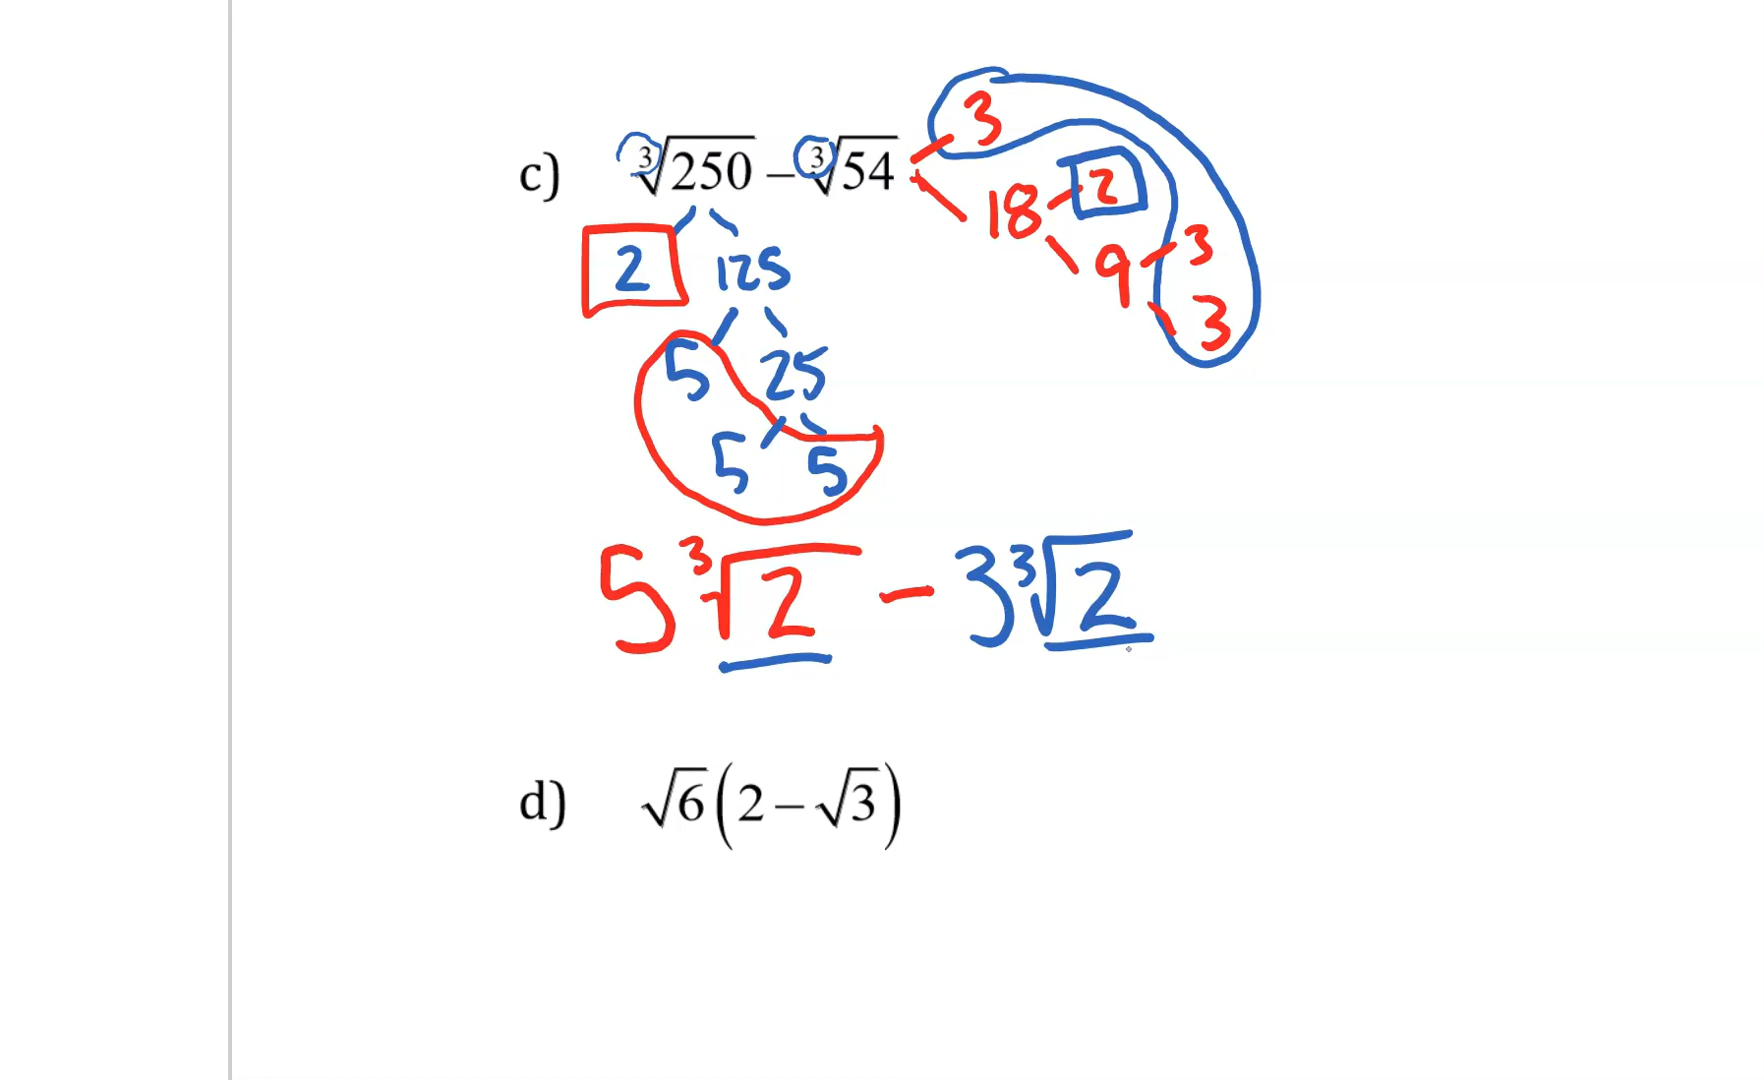 c) ∛250 − ∛54
3
18 2
9 3
3
2 125
5 25
5 5
5∛2 − 3∛2
d) √6(2 − √3)